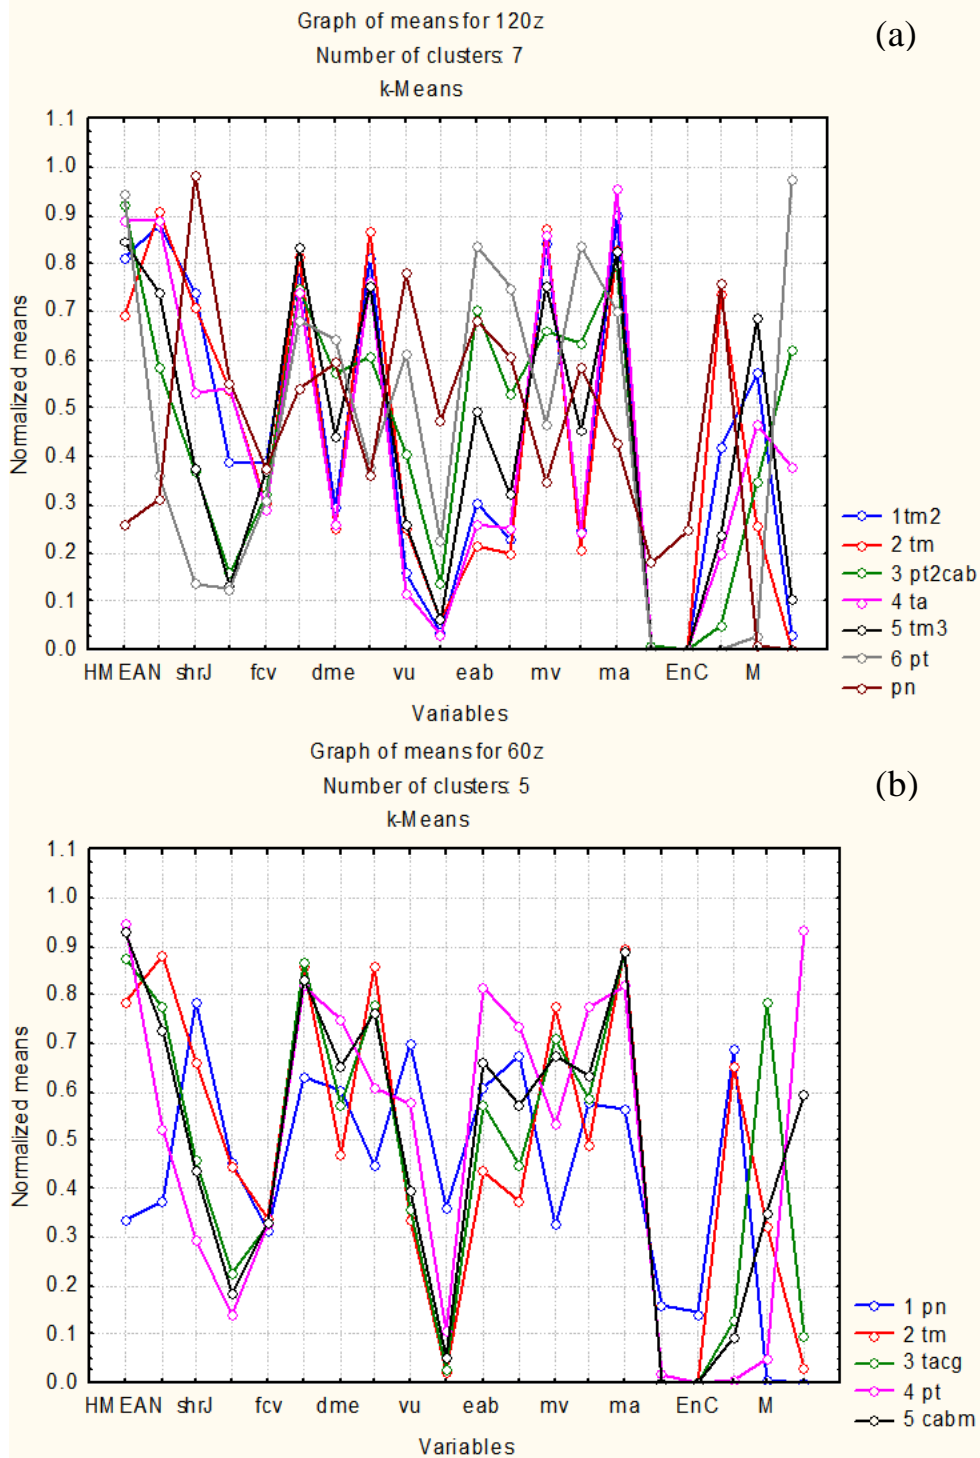 Graph of means for 120z
(a)
Number of clusters: 7
k-Means
1.1
1.0
0.9
0.8
0.7
0.6
0.5
0.4
0.3
0.2
0.1
0.0
Normalized means
HM EAN shrJ fcv dme vu eab mv ma EnC M
Variables
1tm2
2 tm
3 pt2cab
4 ta
5 tm3
6 pt
pn
Graph of means for 60z
(b)
Number of clusters: 5
k-Means
1.1
1.0
0.9
0.8
0.7
0.6
0.5
0.4
0.3
0.2
0.1
0.0
Normalized means
HM EAN shrJ fcv dme vu eab mv ma EnC M
Variables
1 pn
2 tm
3 tacg
4 pt
5 cabm